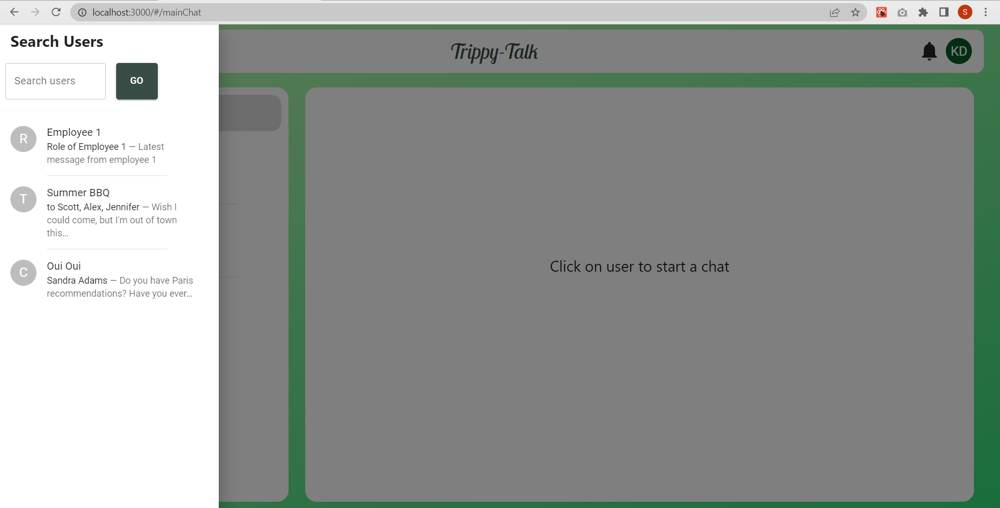 localhost:3000/#/mainChat
S
Search Users
Search users
GO
R
Employee 1
Role of Employee 1 — Latest
message from employee 1
T
Summer BBQ
to Scott, Alex, Jennifer — Wish I
could come, but I'm out of town
this…
C
Oui Oui
Sandra Adams — Do you have Paris
recommendations? Have you ever…
Trippy-Talk
KD
Click on user to start a chat